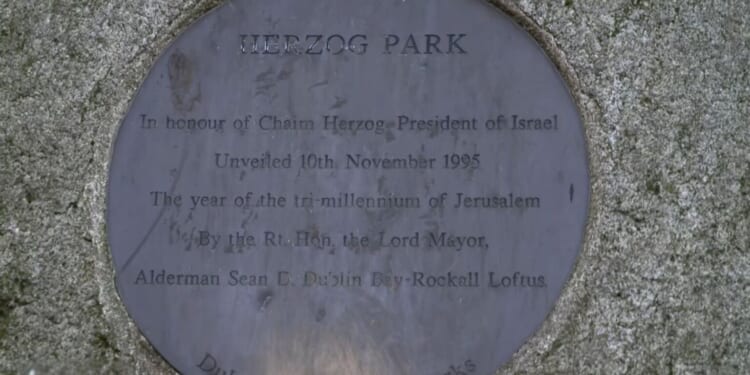 HERZOG PARK
In honour of Chaim Herzog-President of Israel
Unveiled 10th. November 1995
The year of the tri-millennium of Jerusalem
By the Rt. Hon. the Lord Mayor,
Alderman Sean D. Dublin Bay-Rockall Loftus.